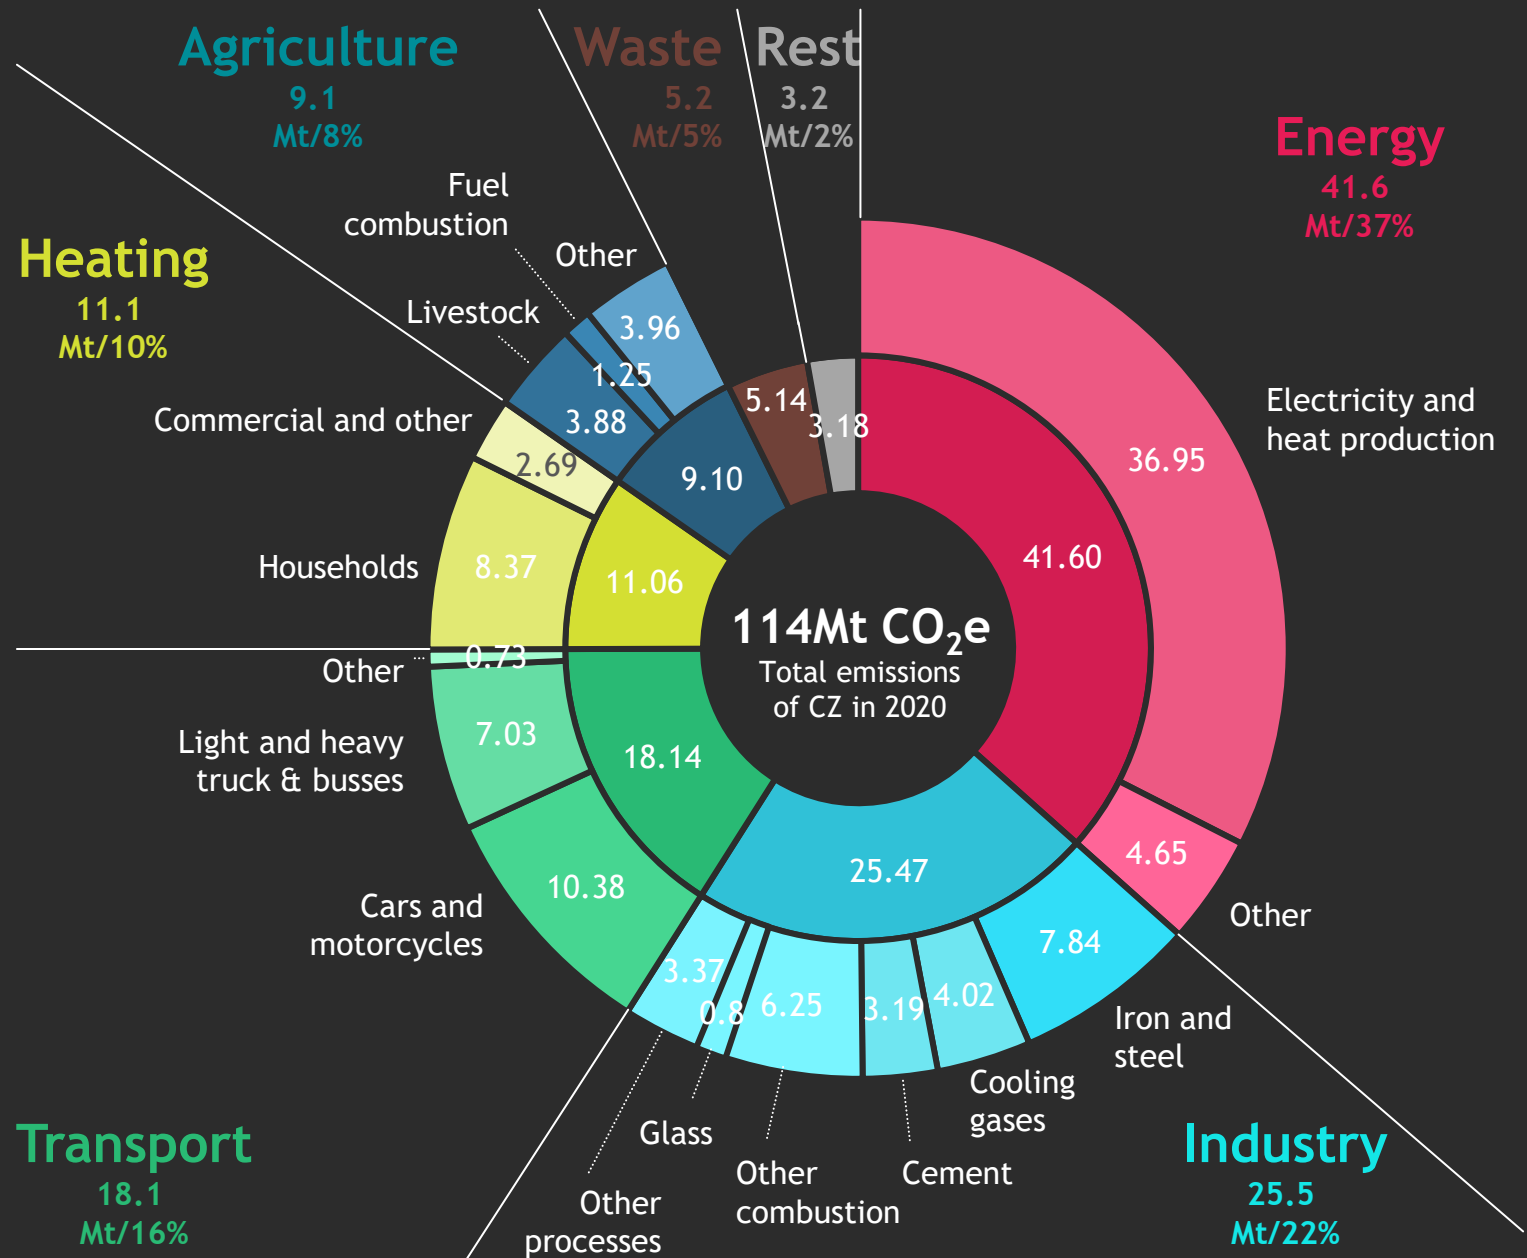 Agriculture
9.1
Mt/8%
Waste
5.2
Mt/5%
Rest
3.2
Mt/2%
Energy
41.6
Mt/37%
Heating
11.1
Mt/10%
Fuel
combustion
Other
Livestock
Commercial and other
Households
Other
Light and heavy
truck & busses
Cars and
motorcycles
3.96
1.25
3.88
2.69
8.37
0.73
7.03
10.38
9.10
11.06
18.14
5.14
3.18
41.60
36.95
Electricity and
heat production
114Mt CO₂e
Total emissions
of CZ in 2020
25.47
4.65
Other
7.84
Iron and
steel
4.02
Cooling
gases
3.19
Cement
6.25
Other
combustion
0.8
Glass
3.37
Other
processes
Transport
18.1
Mt/16%
Industry
25.5
Mt/22%